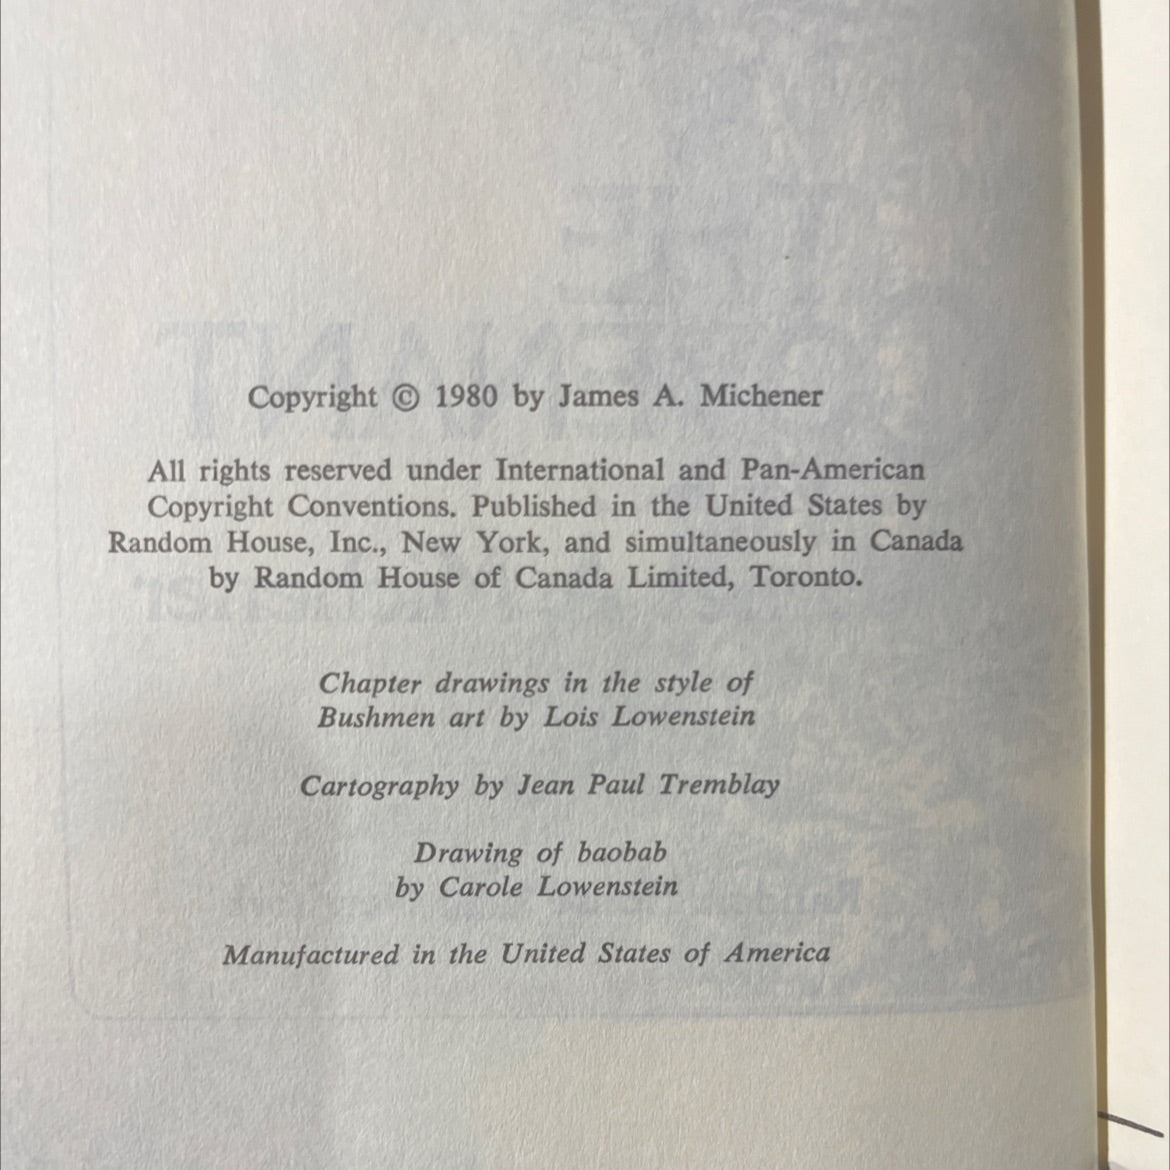 Copyright © 1980 by James A. Michener
All rights reserved under International and Pan-American
Copyright Conventions. Published in the United States by
Random House, Inc., New York, and simultaneously in Canada
by Random House of Canada Limited, Toronto.
Chapter drawings in the style of
Bushmen art by Lois Lowenstein
Cartography by Jean Paul Tremblay
Drawing of baobab
by Carole Lowenstein
Manufactured in the United States of America